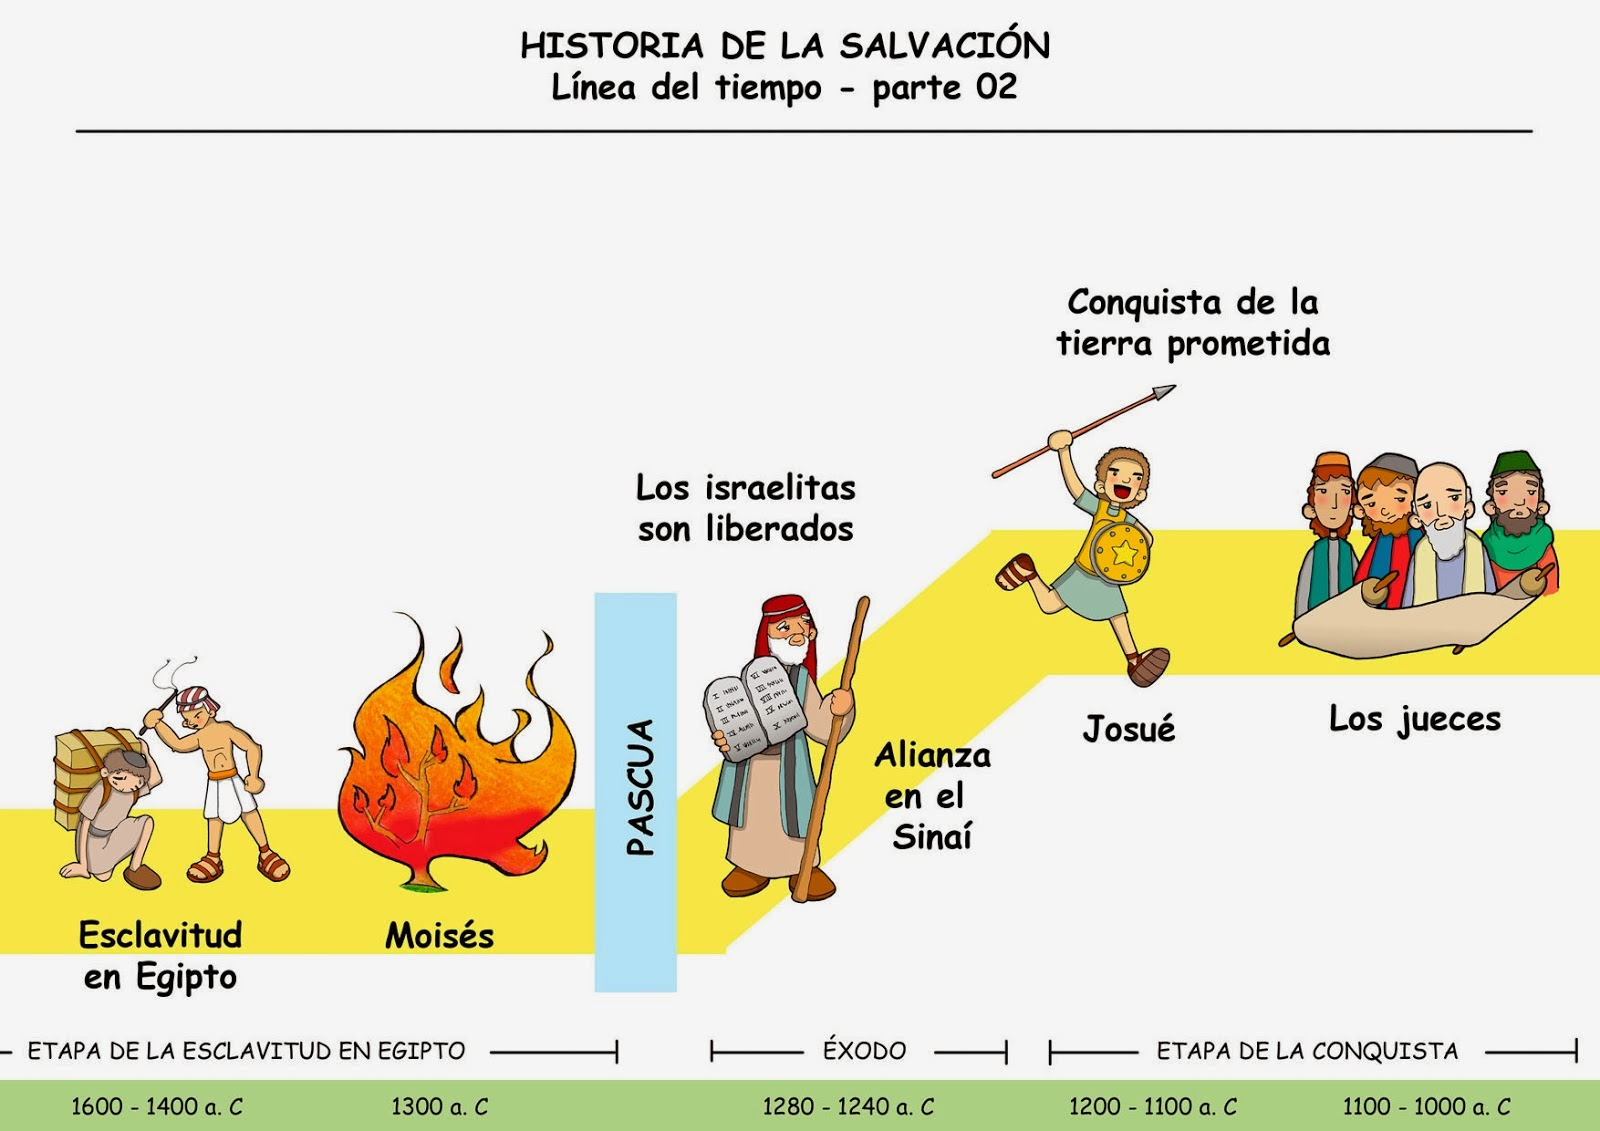 HISTORIA DE LA SALVACIÓN
Línea del tiempo - parte 02
Conquista de la
tierra prometida
Los israelitas
son liberados
PASCUA
Alianza
en el
Sinaí
Josué
Los jueces
Esclavitud
en Egipto
Moisés
ETAPA DE LA ESCLAVITUD EN EGIPTO
ÉXODO
ETAPA DE LA CONQUISTA
1600 - 1400 a. C
1300 a. C
1280 - 1240 a. C
1200 - 1100 a. C
1100 - 1000 a. C